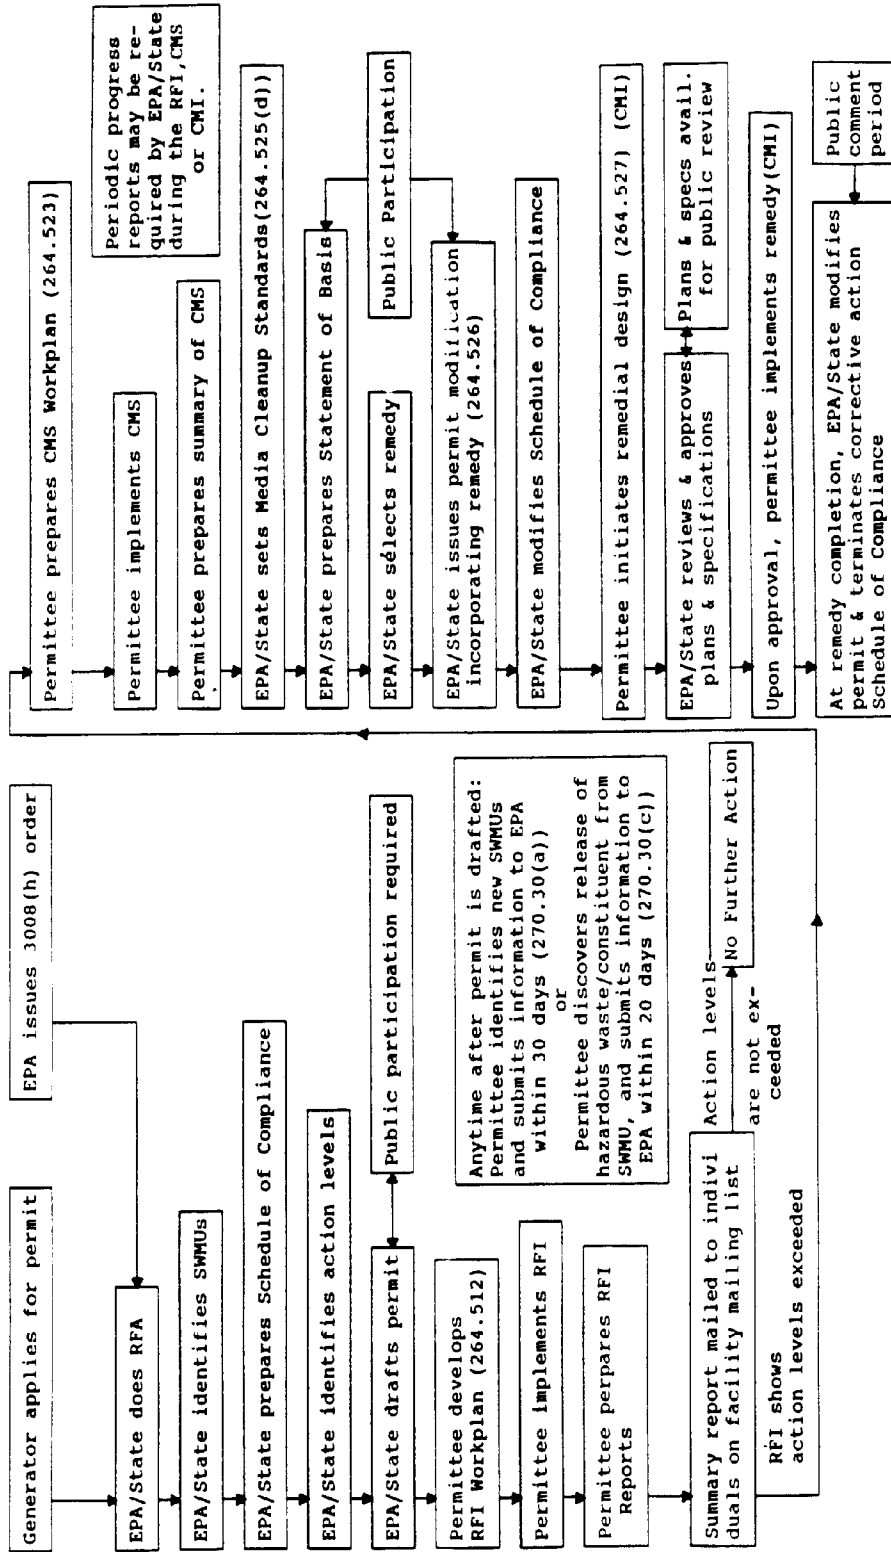 Generator applies for permit
EPA issues 3008(h) order
EPA/State does RFA
EPA/State identifies SWMUs
EPA/State prepares Schedule of Compliance
EPA/State identifies action levels
EPA/State drafts permit
Public participation required
Permittee develops
RFI Workplan (264.512)
Permittee implements RFI
Permittee perpares RFI
Reports
Anytime after permit is drafted:
Permittee identifies new SWMUs
and submits information to EPA
within 30 days (270.30(a))
or
Permittee discovers release of
hazardous waste/constituent from
SWMU, and submits information to
EPA within 20 days (270.30(c))
Summary report mailed to indivi
duals on facility mailing list
Action levels
are not ex-
ceeded
No Further Action
RFI shows
action levels exceeded
Permittee prepares CMS Workplan (264.523)
Periodic progress
reports may be re-
quired by EPA/State
during the RFI,CMS
or CMI.
Permittee implements CMS
Permittee prepares summary of CMS
EPA/State sets Media Cleanup Standards(264.525(d))
EPA/State prepares Statement of Basis
Public Participation
EPA/State sélects remedy
EPA/State issues permit modification
incorporating remedy (264.526)
EPA/State modifies Schedule of Compliance
Permittee initiates remedial design (264.527) (CMI)
EPA/State reviews & approves
plans & specifications
Plans & specs avail.
for public review
Upon approval, permittee implements remedy(CMI)
At remedy completion, EPA/State modifies
permit & terminates corrective action
Schedule of Compliance
Public
comment
period